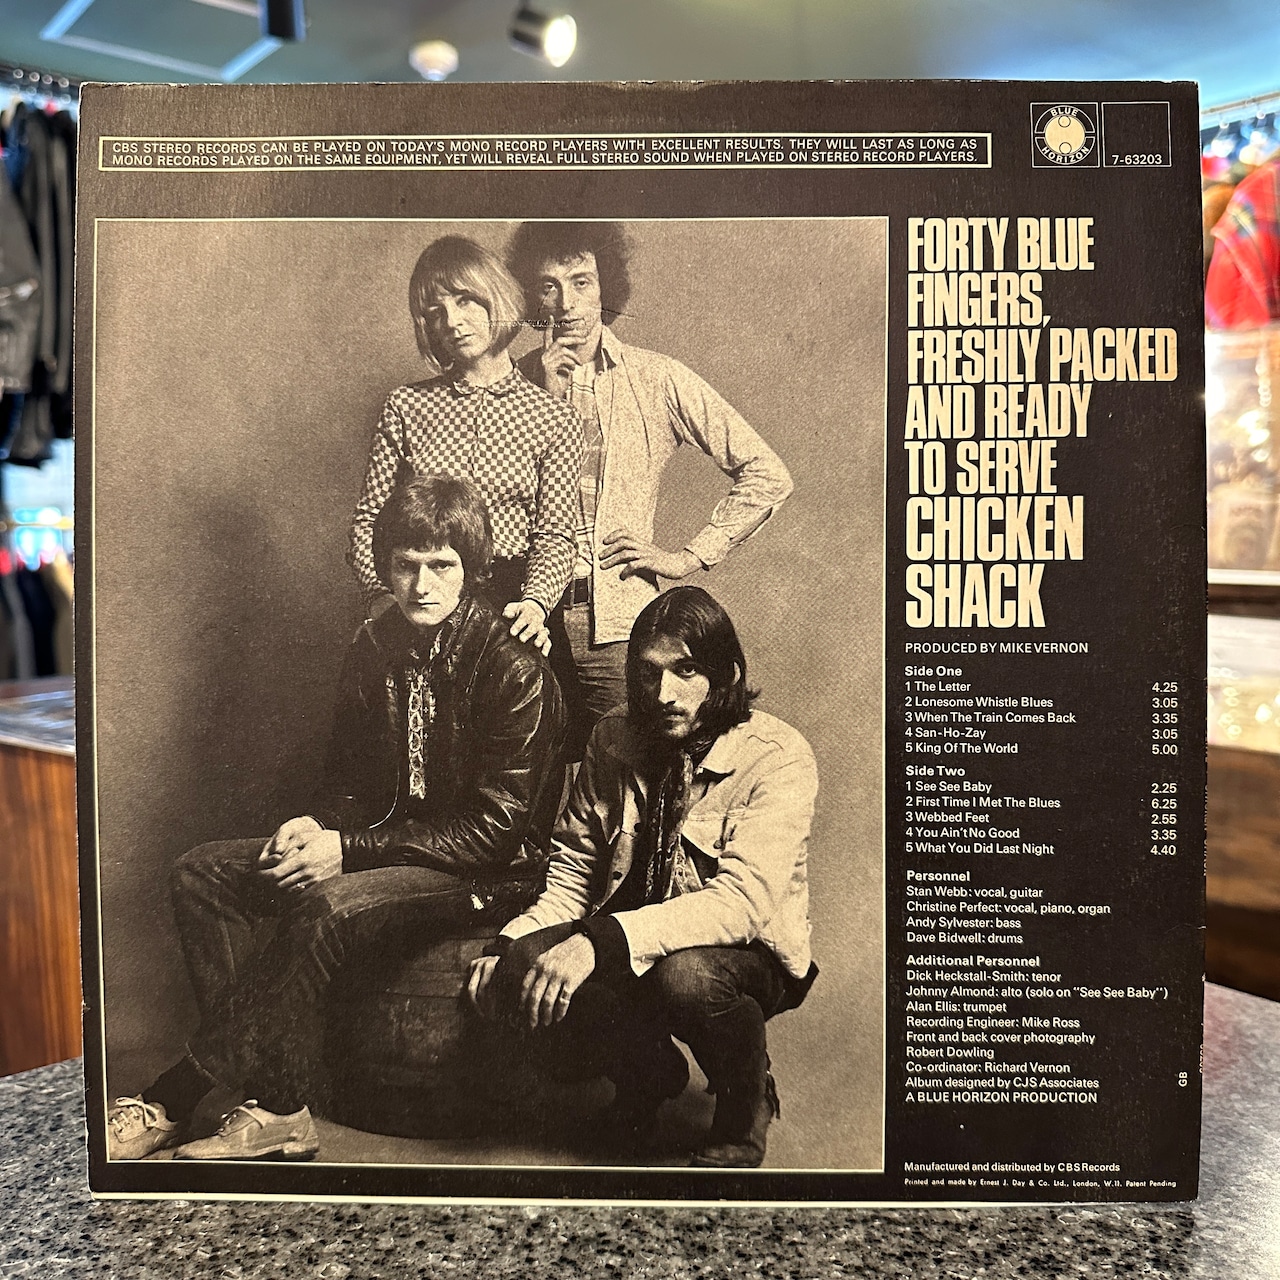 CBS STEREO RECORDS CAN BE PLAYED ON TODAY'S MONO RECORD PLAYERS WITH EXCELLENT RESULTS. THEY WILL LAST AS LONG AS
MONO RECORDS PLAYED ON THE SAME EQUIPMENT, YET WILL REVEAL FULL STEREO SOUND WHEN PLAYED ON STEREO RECORD PLAYERS.
BLUE
HORIZON
7-63203
FORTY BLUE
FINGERS,
FRESHLY PACKED
AND READY
TO SERVE
CHICKEN
SHACK
PRODUCED BY MIKE VERNON
Side One
1 The Letter 4.25
2 Lonesome Whistle Blues 3.05
3 When The Train Comes Back 3.35
4 San-Ho-Zay 3.05
5 King Of The World 5.00
Side Two
1 See See Baby 2.25
2 First Time I Met The Blues 6.25
3 Webbed Feet 2.55
4 You Ain't No Good 3.35
5 What You Did Last Night 4.40
Personnel
Stan Webb: vocal, guitar
Christine Perfect: vocal, piano, organ
Andy Sylvester: bass
Dave Bidwell: drums
Additional Personnel
Dick Heckstall-Smith: tenor
Johnny Almond: alto (solo on "See See Baby")
Alan Ellis: trumpet
Recording Engineer: Mike Ross
Front and back cover photography
Robert Dowling
Co-ordinator: Richard Vernon
Album designed by CJS Associates
A BLUE HORIZON PRODUCTION
GB
Manufactured and distributed by CBS Records
Printed and made by Ernest J. Day & Co. Ltd., London, W.11. Patent Pending